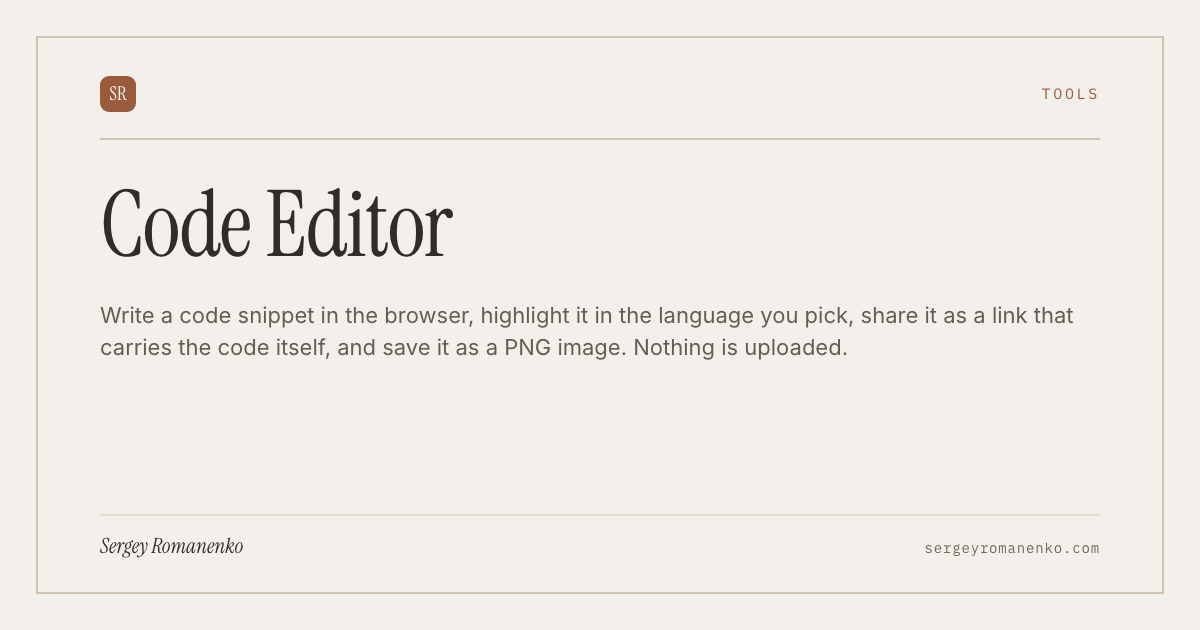 SR
TOOLS
Code Editor
Write a code snippet in the browser, highlight it in the language you pick, share it as a link that
carries the code itself, and save it as a PNG image. Nothing is uploaded.
Sergey Romanenko
sergeyromanenko.com